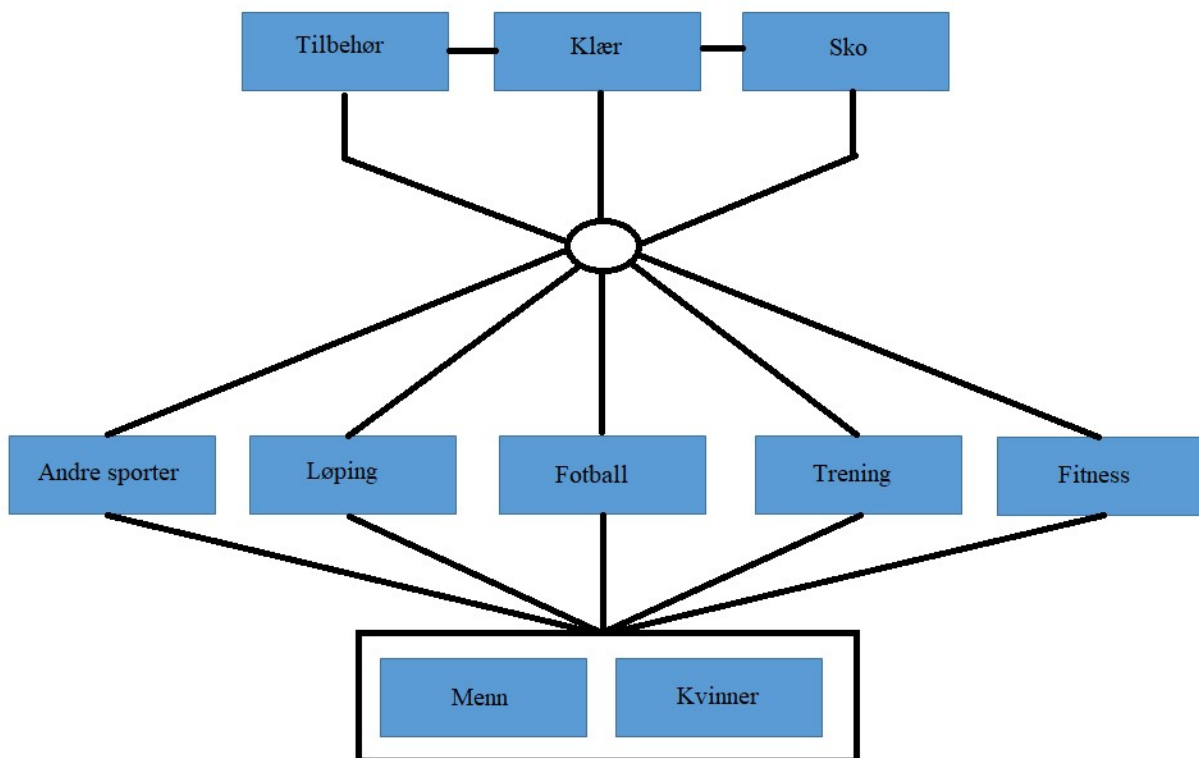 Tilbehør
Klær
Sko
Andre sporter
Løping
Fotball
Trening
Fitness
Menn
Kvinner